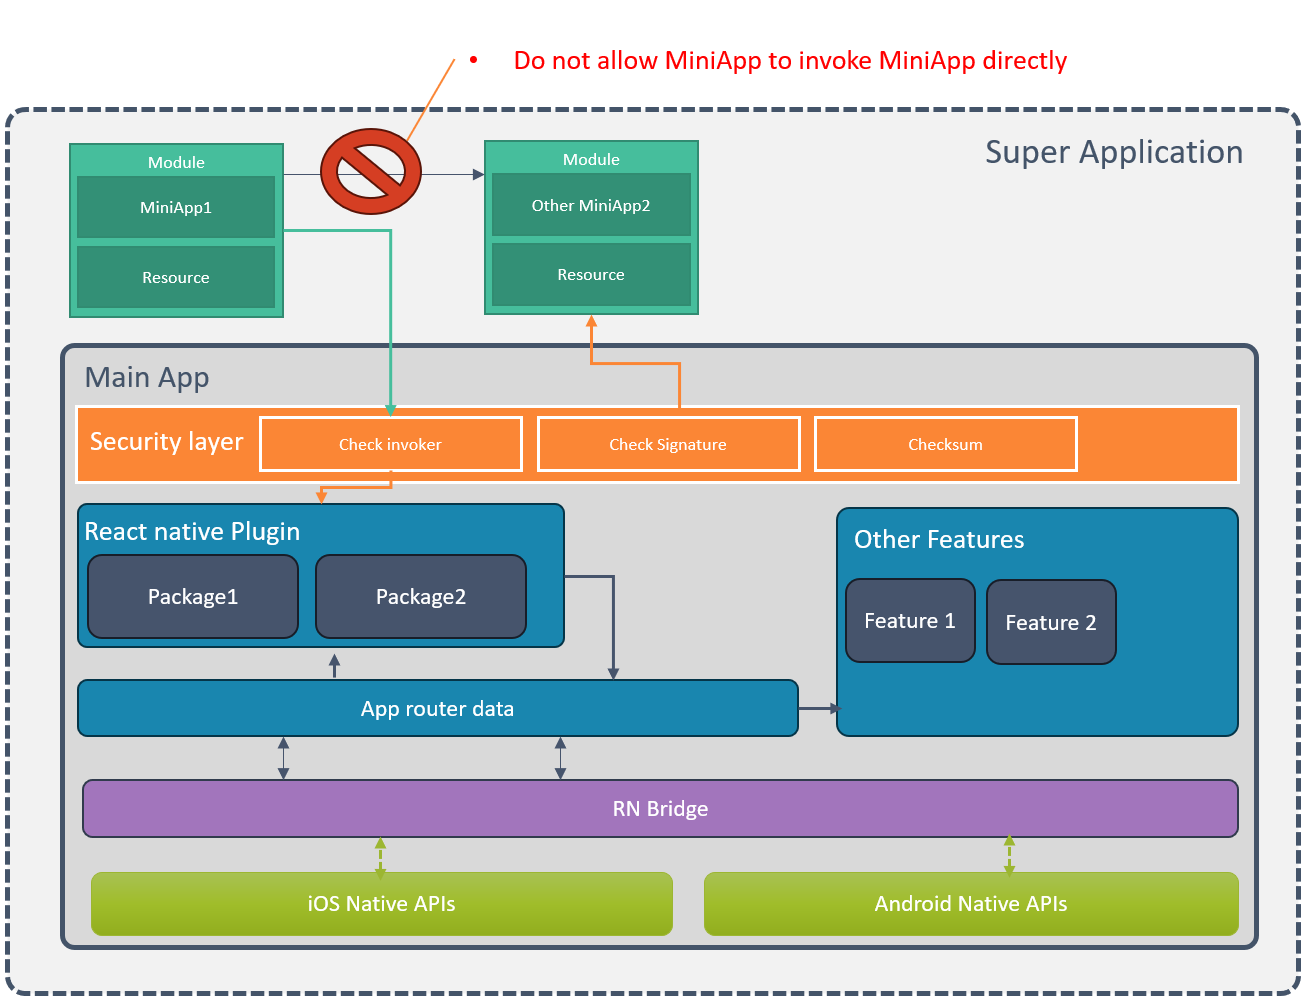 • Do not allow MiniApp to invoke MiniApp directly
Super Application
Module
MiniApp1
Resource
Module
Other MiniApp2
Resource
Main App
Security layer
Check invoker
Check Signature
Checksum
React native Plugin
Package1
Package2
Other Features
Feature 1
Feature 2
App router data
RN Bridge
iOS Native APIs
Android Native APIs